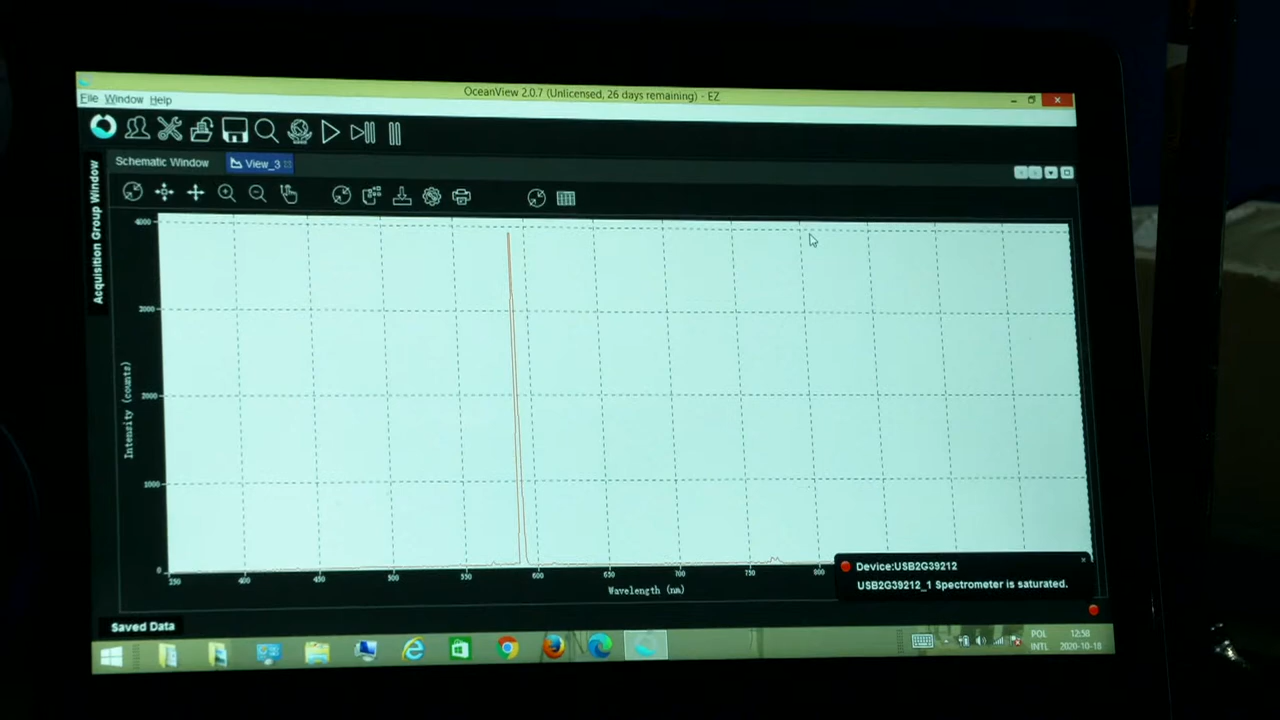 OceanView 2.0.7 (Unlicensed, 26 days remaining) - EZ
File Window Help
Schematic Window
View_3
Acquisition Group Window
4000
3000
2000
1000
0
Intensity (counts)
350 400 450 500 550 600 650 700 750 800
Wavelength (nm)
Device:USB2G39212
USB2G39212_1 Spectrometer is saturated.
Saved Data
POL 12:58
INTL 2020-10-18